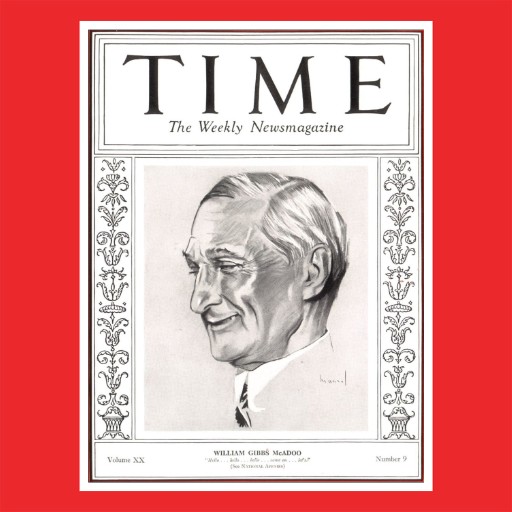 TIME
The Weekly Newsmagazine
WILLIAM GIBBS McADOO
(See NATIONAL AFFAIRS)
Volume XX
Number 9